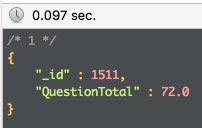 0.097 sec.
/* 1 */
{
"_id" : 1511,
"QuestionTotal" : 72.0
}